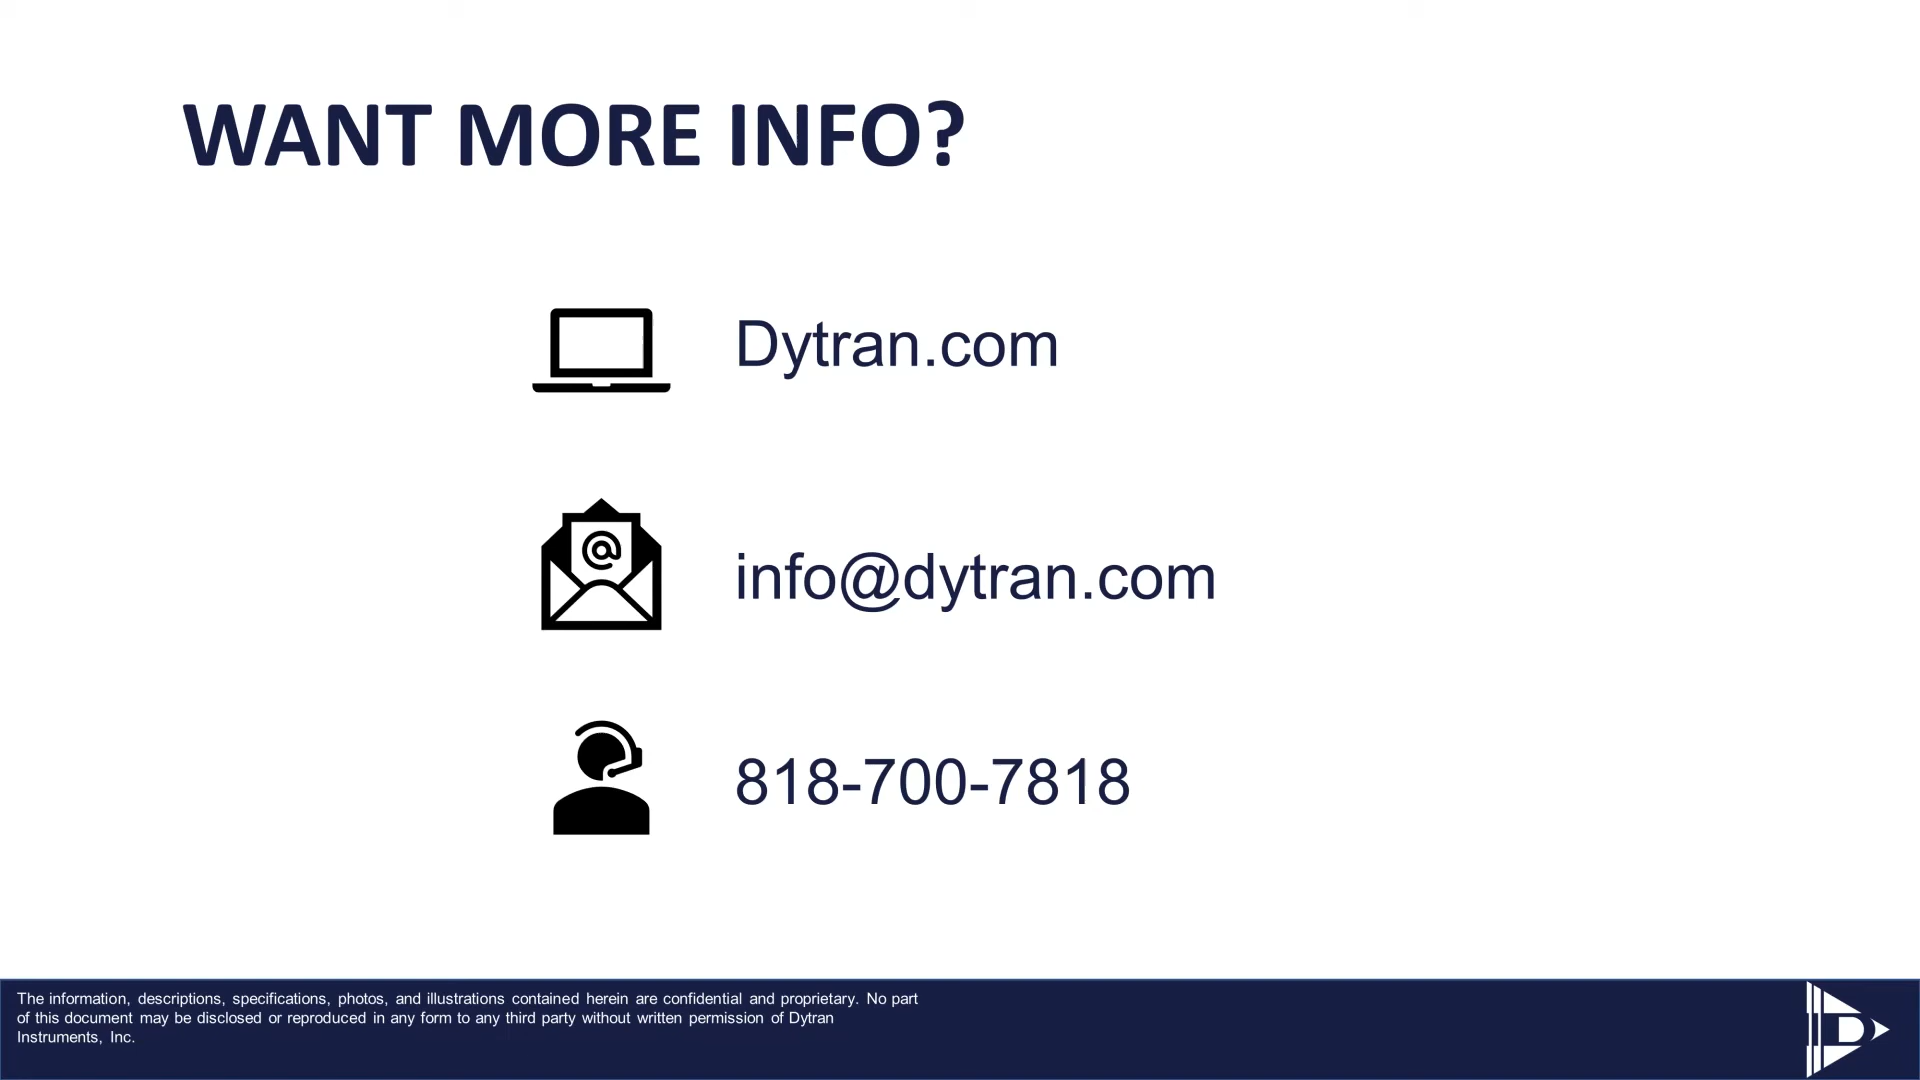 WANT MORE INFO?
Dytran.com
info@dytran.com
818-700-7818
The information, descriptions, specifications, photos, and illustrations contained herein are confidential and proprietary. No part
of this document may be disclosed or reproduced in any form to any third party without written permission of Dytran
Instruments, Inc.
D